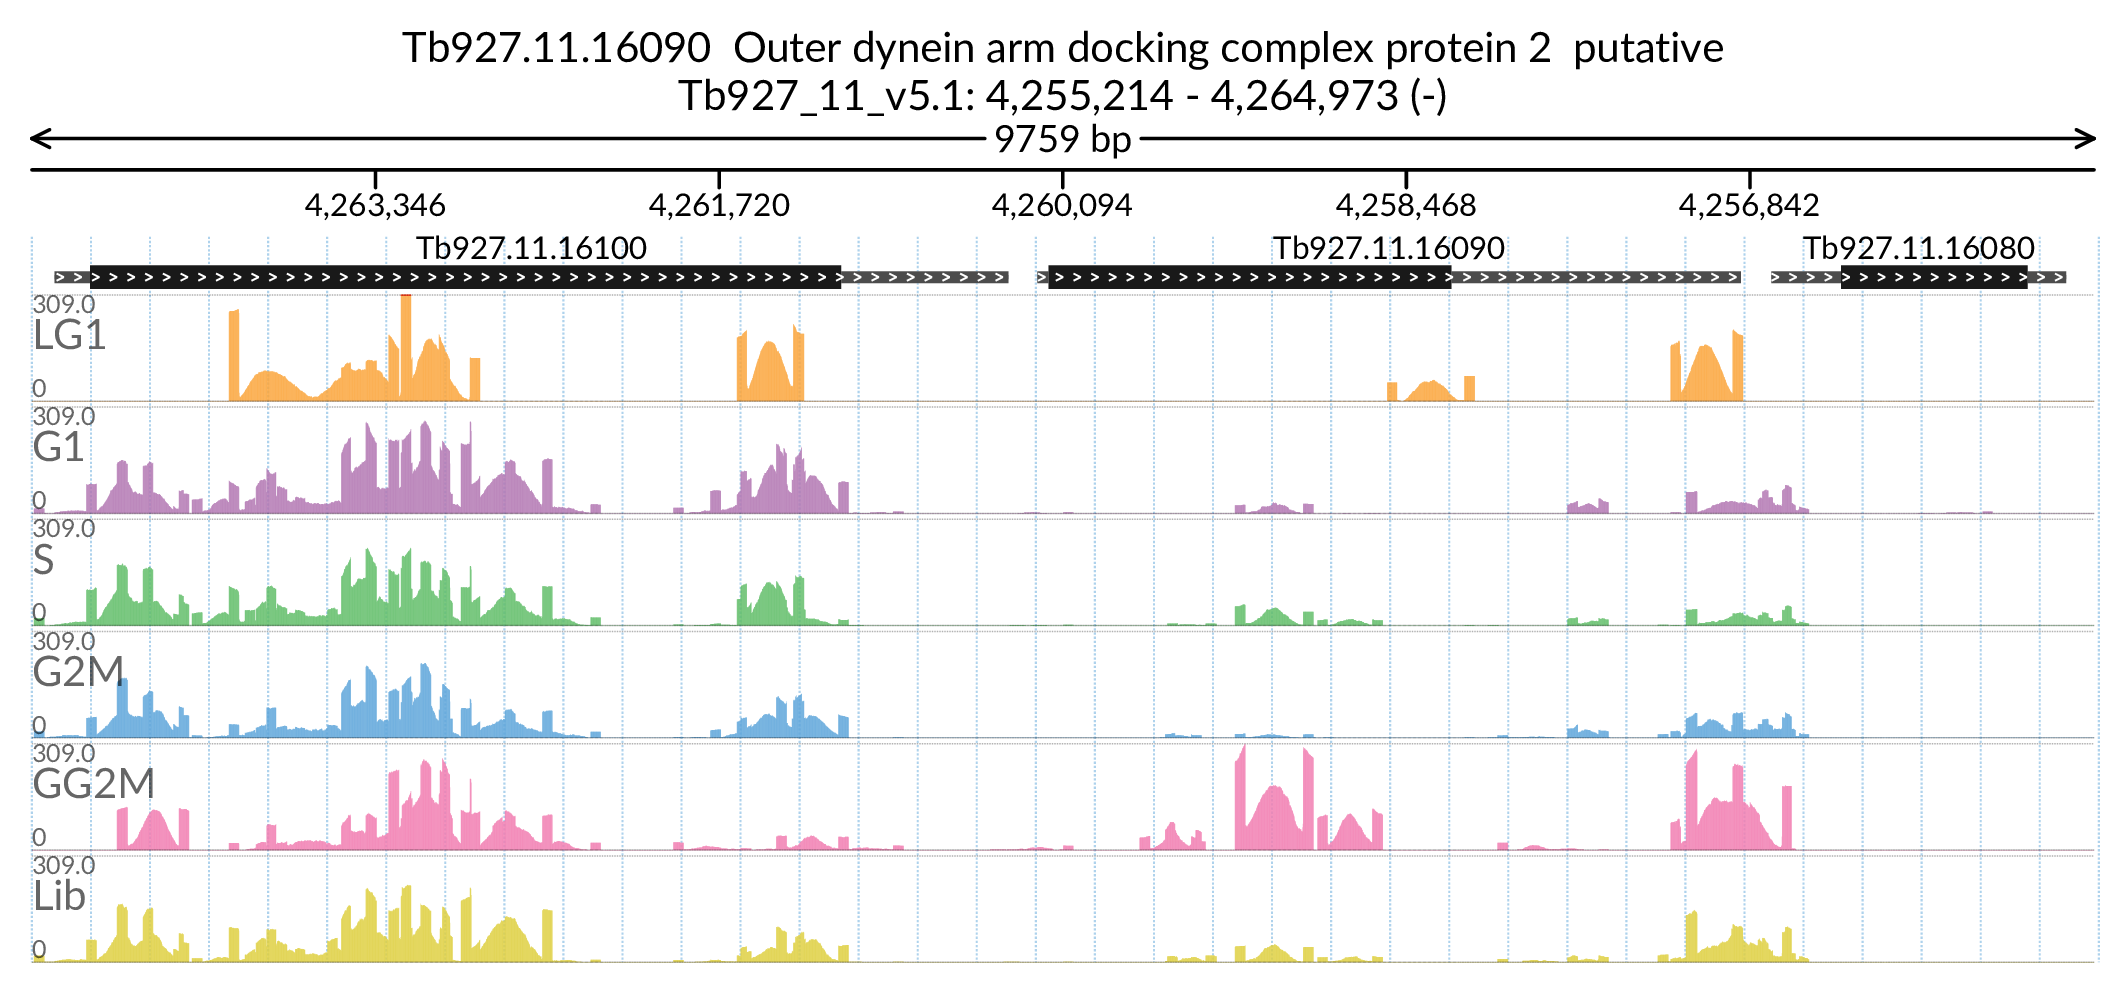 Tb927.11.16090  Outer dynein arm docking complex protein 2  putative
Tb927_11_v5.1: 4,255,214 - 4,264,973 (-)
9759 bp
4,263,346 4,261,720 4,260,094 4,258,468 4,256,842
Tb927.11.16100 Tb927.11.16090 Tb927.11.16080
309.0
LG1
0
309.0
G1
0
309.0
S
0
309.0
G2M
0
309.0
GG2M
0
309.0
Lib
0